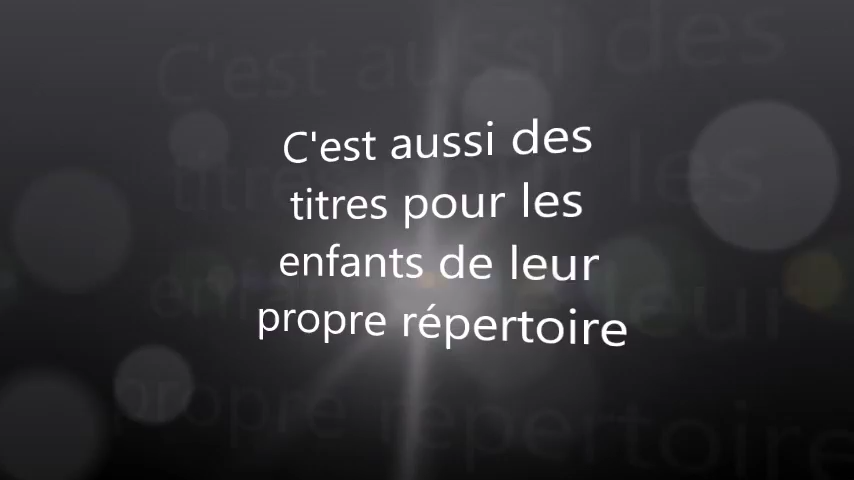 C'est aussi des
titres pour les
enfants de leur
propre répertoire